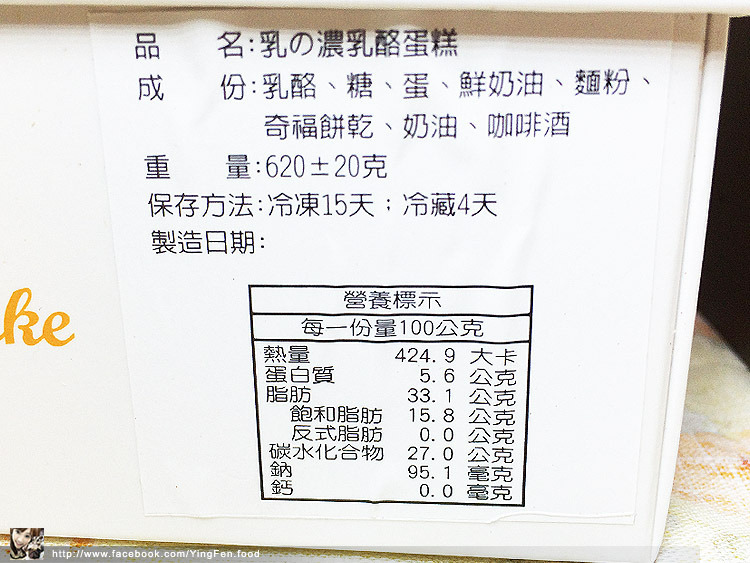 品　　名:乳の濃乳酪蛋糕
成　　份:乳酪、糖、蛋、鮮奶油、麵粉、
奇福餅乾、奶油、咖啡酒
重　　量:620±20克
保存方法:冷凍15天；冷藏4天
製造日期:
ke
營養標示
每一份量100公克
熱量 424.9 大卡
蛋白質 5.6 公克
脂肪 33.1 公克
飽和脂肪 15.8 公克
反式脂肪 0.0 公克
碳水化合物 27.0 公克
鈉 95.1 毫克
鈣 0.0 毫克
http://www.facebook.com/YingFen.food